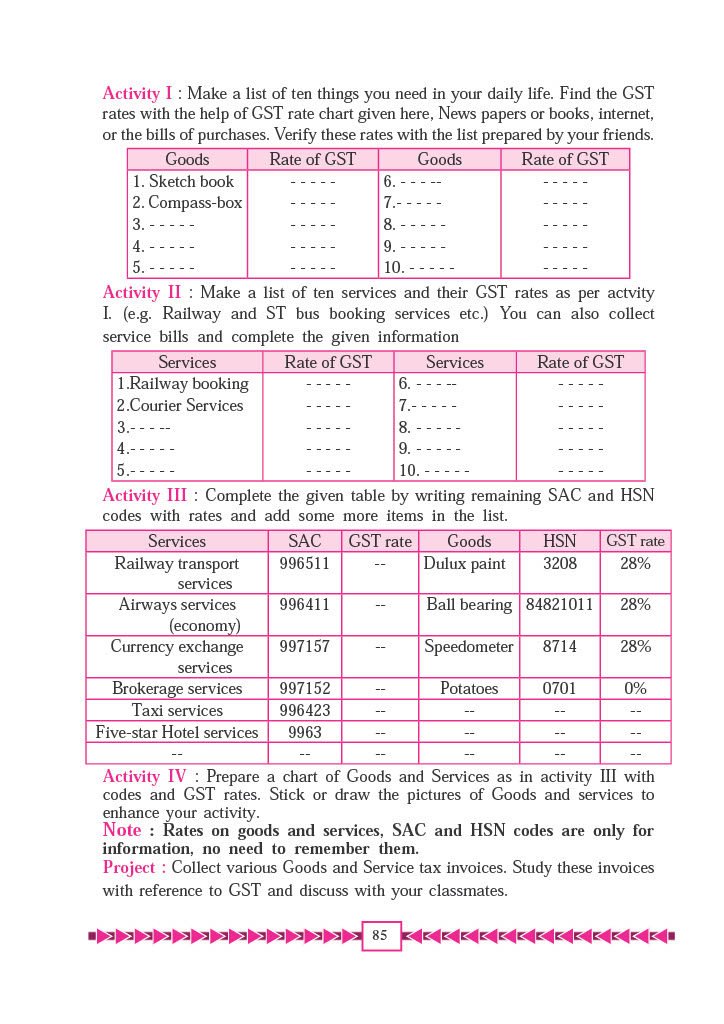 Activity I : Make a list of ten things you need in your daily life. Find the GST
rates with the help of GST rate chart given here, News papers or books, internet,
or the bills of purchases. Verify these rates with the list prepared by your friends.
Goods Rate of GST Goods Rate of GST
1. Sketch book - - - - - 6. - - - -- - - - - -
2. Compass-box - - - - - 7.- - - - - - - - - -
3. - - - - - - - - - - 8. - - - - - - - - - -
4. - - - - - - - - - - 9. - - - - - - - - - -
5. - - - - - - - - - - 10. - - - - - - - - - -
Activity II : Make a list of ten services and their GST rates as per actvity
I. (e.g. Railway and ST bus booking services etc.) You can also collect
service bills and complete the given information
Services Rate of GST Services Rate of GST
1.Railway booking - - - - - 6. - - - -- - - - - -
2.Courier Services - - - - - 7.- - - - - - - - - -
3.- - - -- - - - - - 8. - - - - - - - - - -
4.- - - - - - - - - - 9. - - - - - - - - - -
5.- - - - - - - - - - 10. - - - - - - - - - -
Activity III : Complete the given table by writing remaining SAC and HSN
codes with rates and add some more items in the list.
Services SAC GST rate Goods HSN GST rate
Railway transport 996511 -- Dulux paint 3208 28%
services
Airways services 996411 -- Ball bearing 84821011 28%
(economy)
Currency exchange 997157 -- Speedometer 8714 28%
services
Brokerage services 997152 -- Potatoes 0701 0%
Taxi services 996423 -- -- -- --
Five-star Hotel services 9963 -- -- -- --
-- -- -- -- -- --
Activity IV : Prepare a chart of Goods and Services as in activity III with
codes and GST rates. Stick or draw the pictures of Goods and services to
enhance your activity.
Note : Rates on goods and services, SAC and HSN codes are only for
information, no need to remember them.
Project : Collect various Goods and Service tax invoices. Study these invoices
with reference to GST and discuss with your classmates.
85